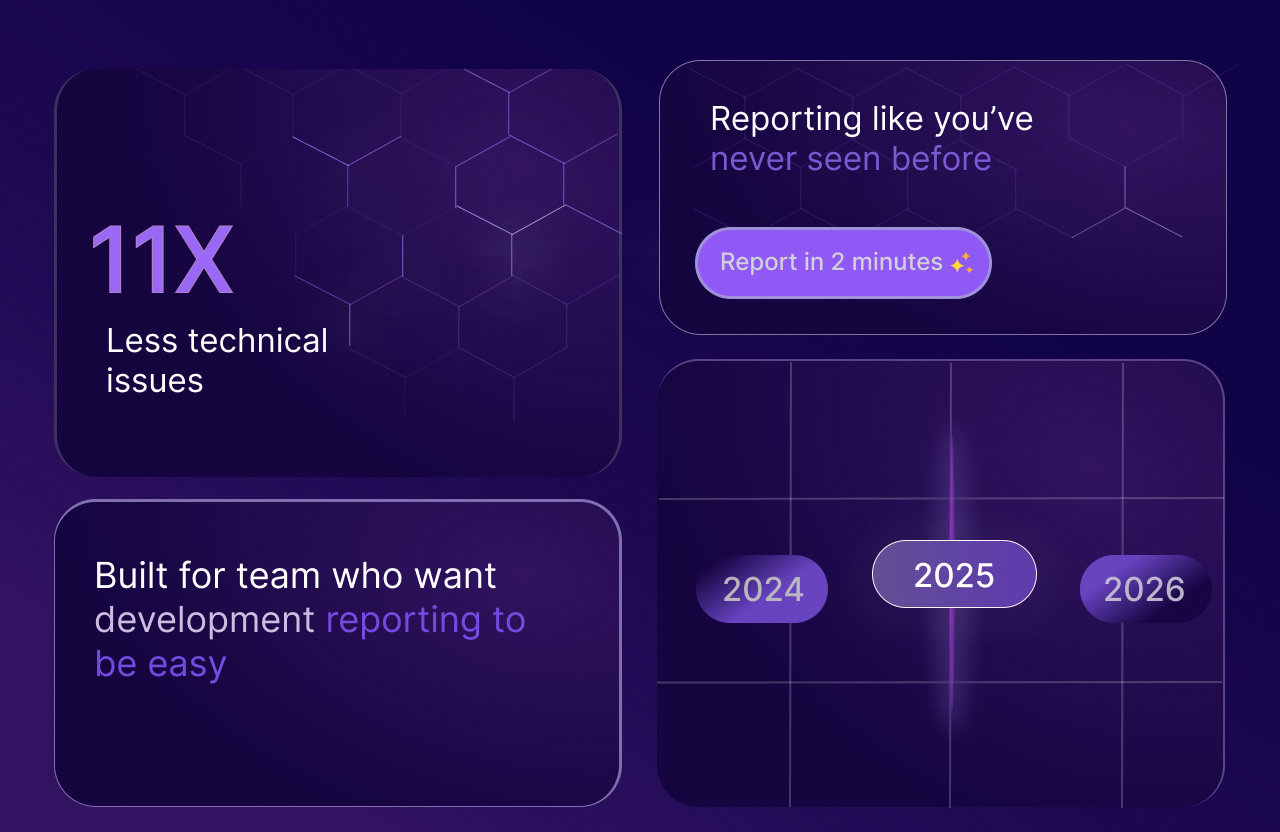 11X
Less technical
issues
Built for team who want
development reporting to
be easy
Reporting like you’ve
never seen before
Report in 2 minutes
2024
2025
2026